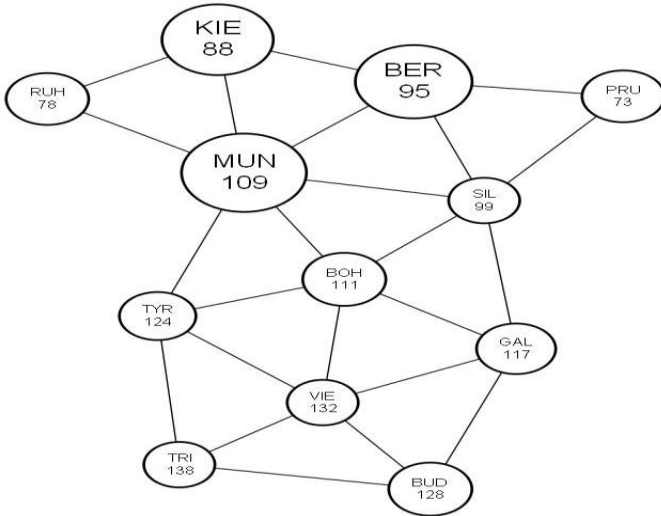 KIE
88
BER
95
RUH
78
PRU
73
MUN
109
SIL
99
BOH
111
TYR
124
GAL
117
VIE
132
TRI
138
BUD
128